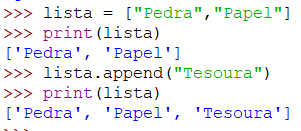 >>> lista = ["Pedra","Papel"]
>>> print(lista)
['Pedra', 'Papel']
>>> lista.append("Tesoura")
>>> print(lista)
['Pedra', 'Papel', 'Tesoura']
>>>